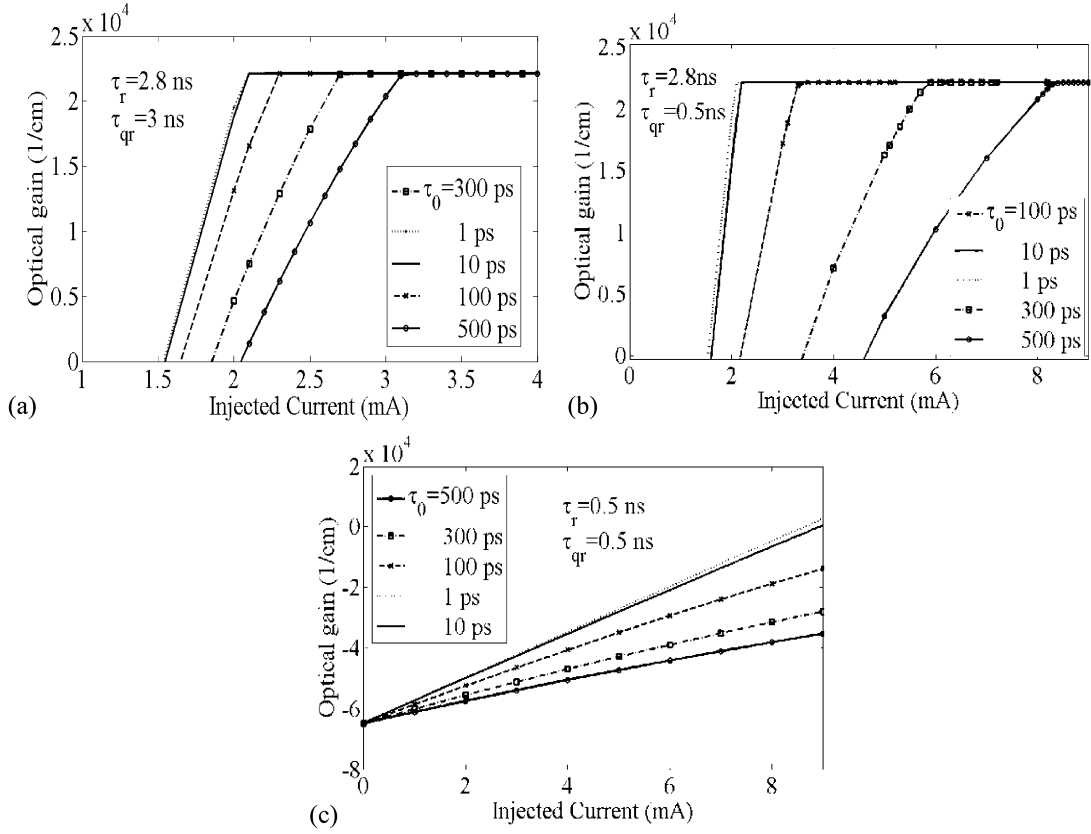 x 10⁴
2.5
2
1.5
1
0.5
0
Optical gain (1/cm)
τr=2.8 ns
τqr=3 ns
τ0=300 ps
1 ps
10 ps
100 ps
500 ps
1 1.5 2 2.5 3 3.5 4
Injected Current (mA)
(a)
x 10⁴
2.5
2
1.5
1
0.5
0
Optical gain (1/cm)
τr=2.8ns
τqr=0.5ns
τ0=100 ps
10 ps
1 ps
300 ps
500 ps
0 2 4 6 8
Injected Current (mA)
(b)
x 10⁴
2
0
-2
-4
-6
-8
Optical gain (1/cm)
τ0=500 ps
300 ps
100 ps
1 ps
10 ps
τr=0.5 ns
τqr=0.5 ns
0 2 4 6 8
Injected Current (mA)
(c)